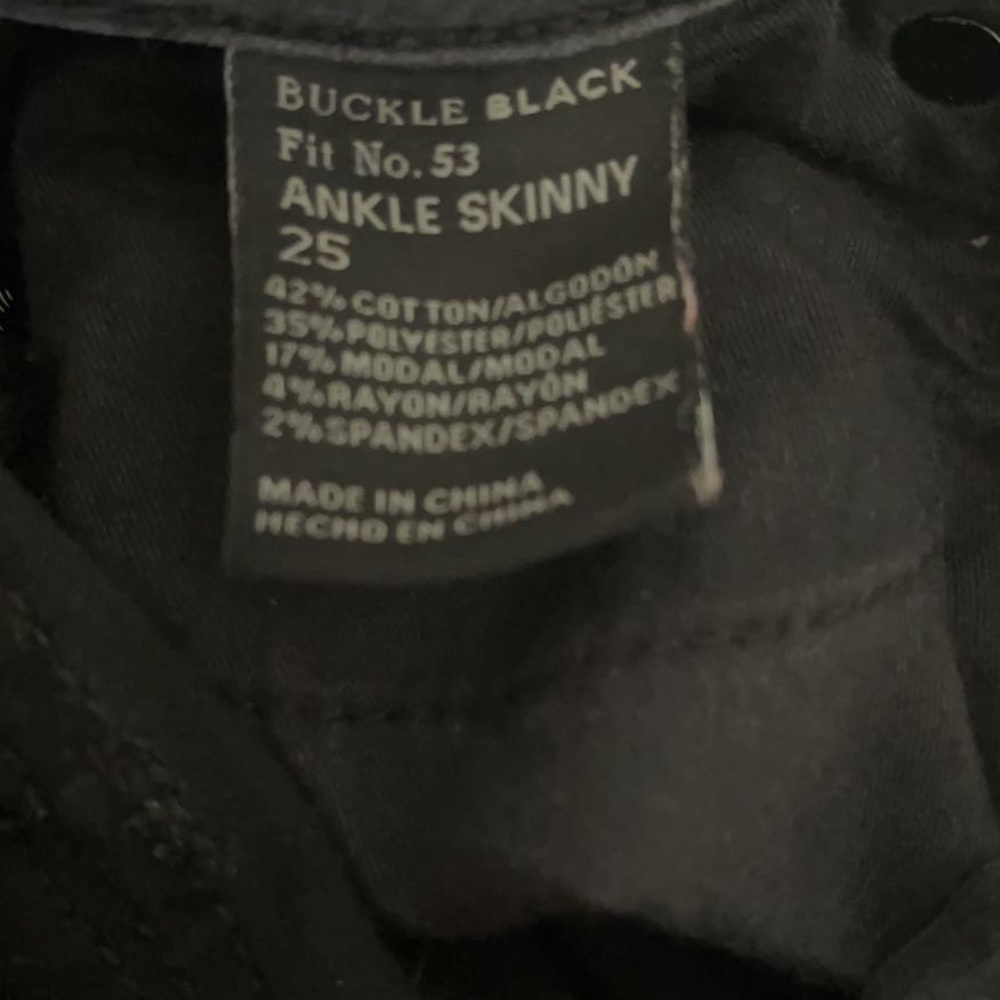 BUCKLE BLACK
Fit No. 53
ANKLE SKINNY
25
42% COTTON/ALGODÓN
35% POLYESTER/POLIÉSTER
17% MODAL/MODAL
4% RAYON/RAYÓN
2% SPANDEX/SPANDEX
MADE IN CHINA
HECHO EN CHINA